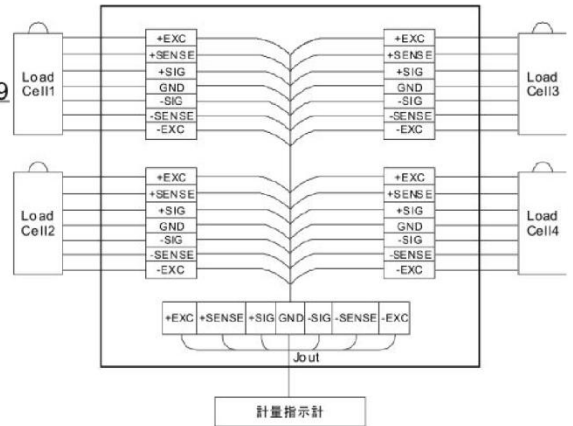 Load Cell1
+EXC
+SENSE
+SIG
GND
-SIG
-SENSE
-EXC
+EXC
+SENSE
+SIG
GND
-SIG
-SENSE
-EXC
Load Cell3
9
Load Cell2
+EXC
+SENSE
+SIG
GND
-SIG
-SENSE
-EXC
+EXC
+SENSE
+SIG
GND
-SIG
-SENSE
-EXC
Load Cell4
+EXC +SENSE +SIG GND -SIG -SENSE -EXC
Jout
計量指示計